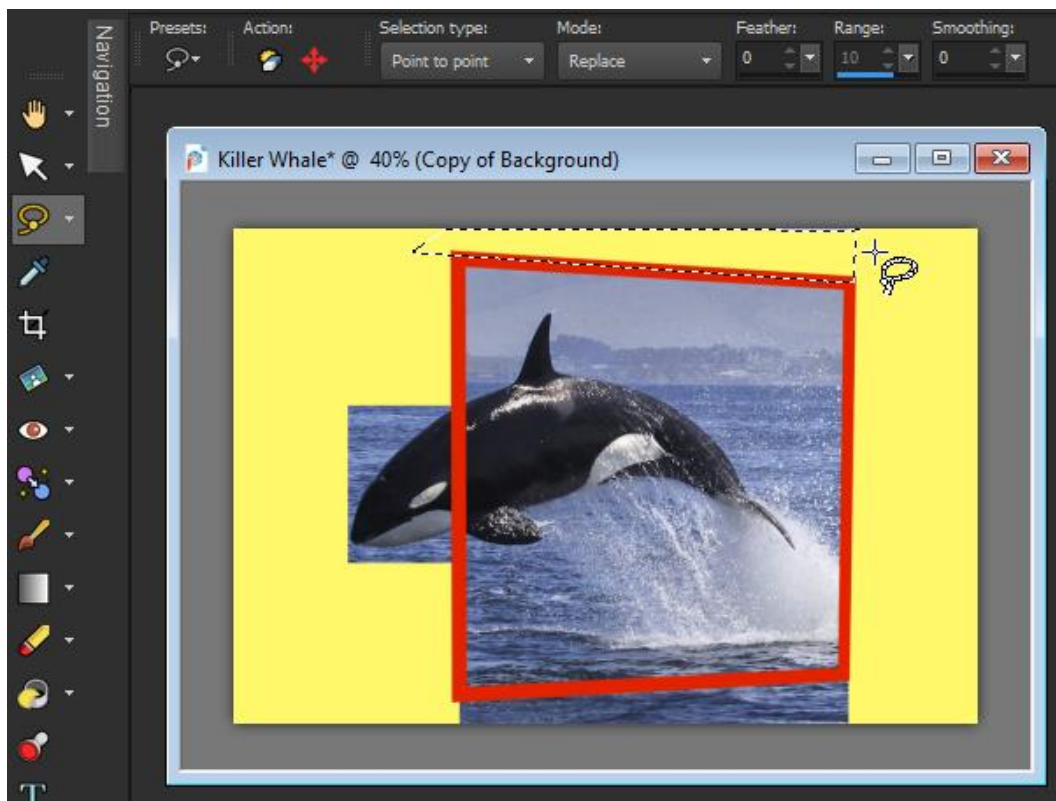 Navigation
Presets: Action: Selection type: Mode: Feather: Range: Smoothing:
Point to point Replace 0 10 0
Killer Whale* @ 40% (Copy of Background)
T